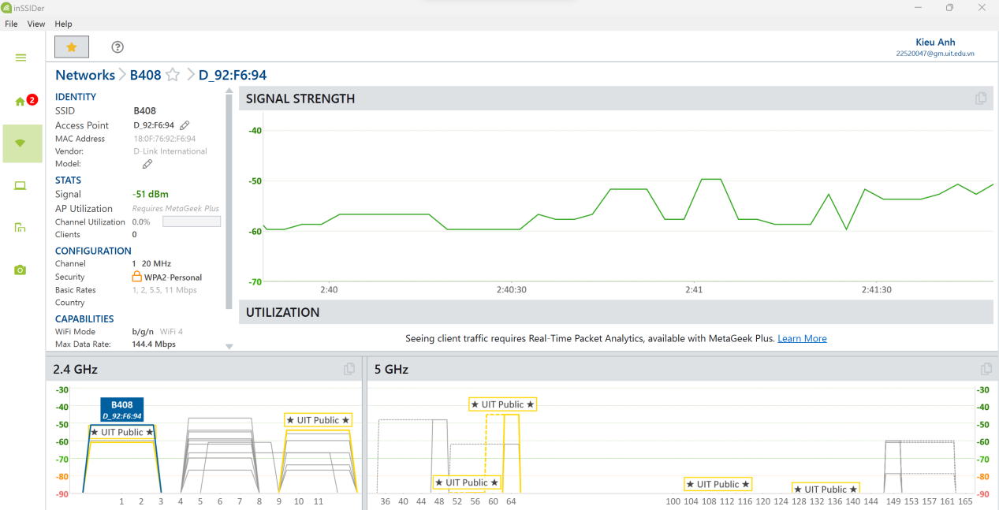 inSSIDer
File View Help
2
Kieu Anh
22520047@gm.uit.edu.vn
Networks B408 D_92:F6:94
IDENTITY
SSID B408
Access Point D_92:F6:94
MAC Address 18:0F:76:92:F6:94
Vendor: D-Link International
Model:
STATS
Signal -51 dBm
AP Utilization Requires MetaGeek Plus
Channel Utilization 0.0%
Clients 0
CONFIGURATION
Channel 1 20 MHz
Security WPA2-Personal
Basic Rates 1, 2, 5.5, 11 Mbps
Country
CAPABILITIES
WiFi Mode b/g/n WiFi 4
Max Data Rate: 144.4 Mbps
SIGNAL STRENGTH
-40
-50
-60
-70
2:40 2:40:30 2:41 2:41:30
UTILIZATION
Seeing client traffic requires Real-Time Packet Analytics, available with MetaGeek Plus. Learn More
2.4 GHz
-30
-40
-50
-60
-70
-80
-90
B408
D_92:F6:94
★ UIT Public ★
★ UIT Public ★
1 2 3 4 5 6 7 8 9 10 11
5 GHz
★ UIT Public ★
★ UIT Public ★
★ UIT Public ★
★ UIT Public ★
36 40 44 48 52 56 60 64 100 104 108 112 116 120 124 128 132 136 140 144 149 153 157 161 165
-30
-40
-50
-60
-70
-80
-90